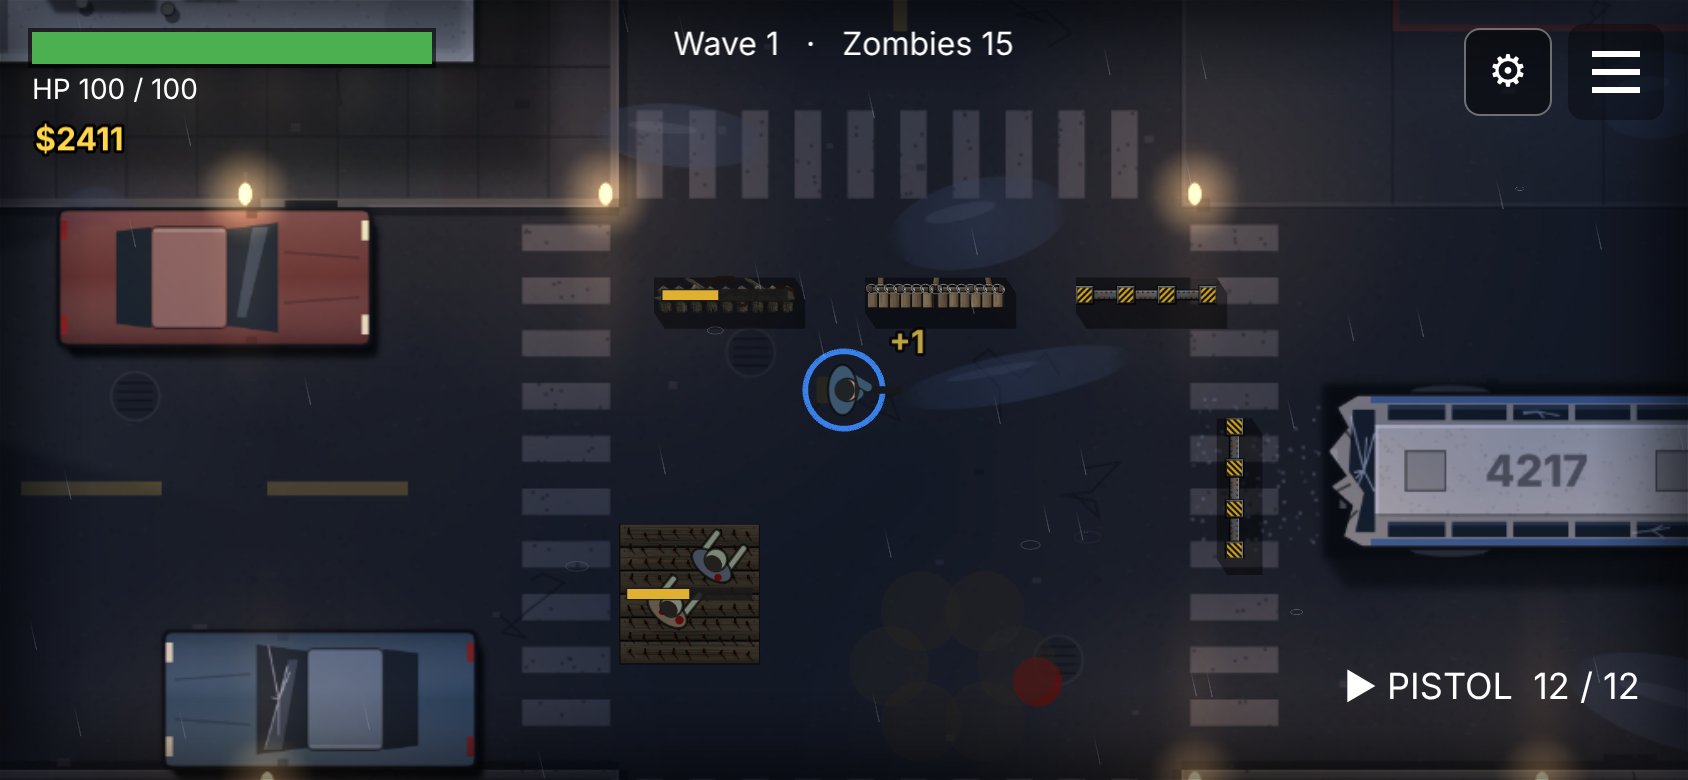 Wave 1 · Zombies 15
HP 100 / 100
$2411
+1
4217
▶ PISTOL 12 / 12